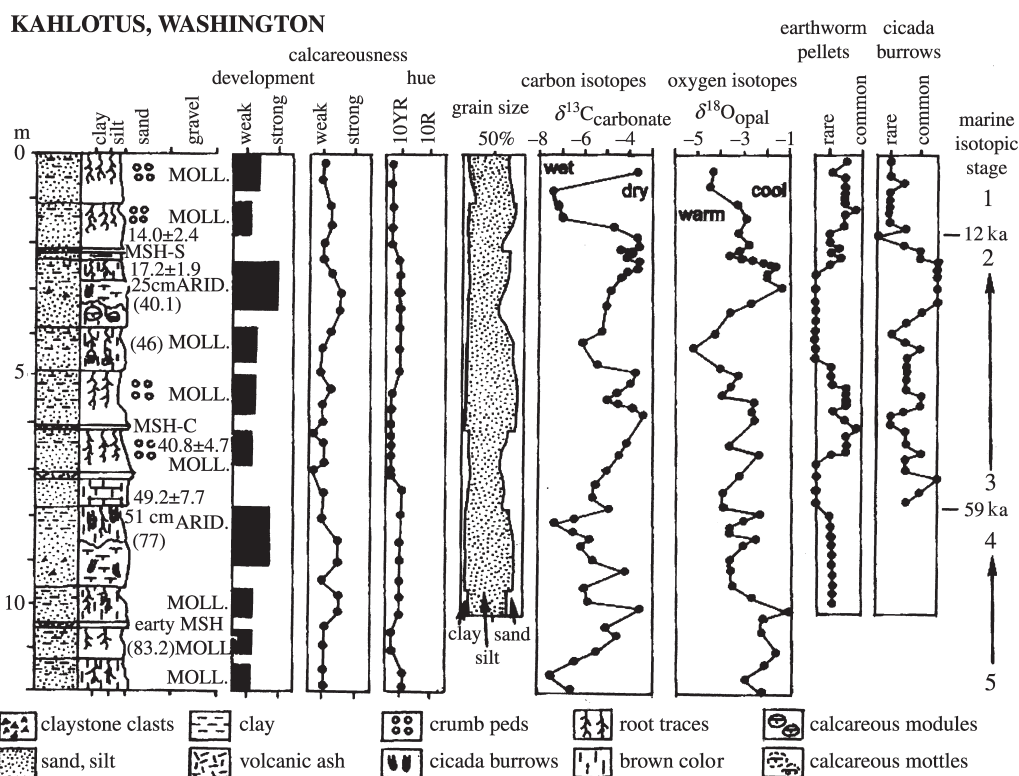 KAHLOTUS, WASHINGTON
earthworm pellets
cicada burrows
calcareousness
development
hue
carbon isotopes
oxygen isotopes
grain size
δ13Ccarbonate
δ18Oopal
marine isotopic stage
m
clay
silt
sand
gravel
weak
strong
weak
strong
10YR
10R
50%
rare
common
rare
common
0
-8 -6 -4
-5 -3 -1
wet
dry
warm
cool
MOLL.
1
MOLL.
14.0±2.4
12 ka
MSH-S
2
17.2±1.9
25cmARID.
(40.1)
(46) MOLL.
5
MOLL.
MSH-C
40.8±4.7
MOLL.
3
49.2±7.7
59 ka
51 cm ARID.
(77)
4
10
MOLL.
earty MSH
(83.2)MOLL
MOLL.
5
clay
silt
sand
claystone clasts
clay
crumb peds
root traces
calcareous modules
sand, silt
volcanic ash
cicada burrows
brown color
calcareous mottles